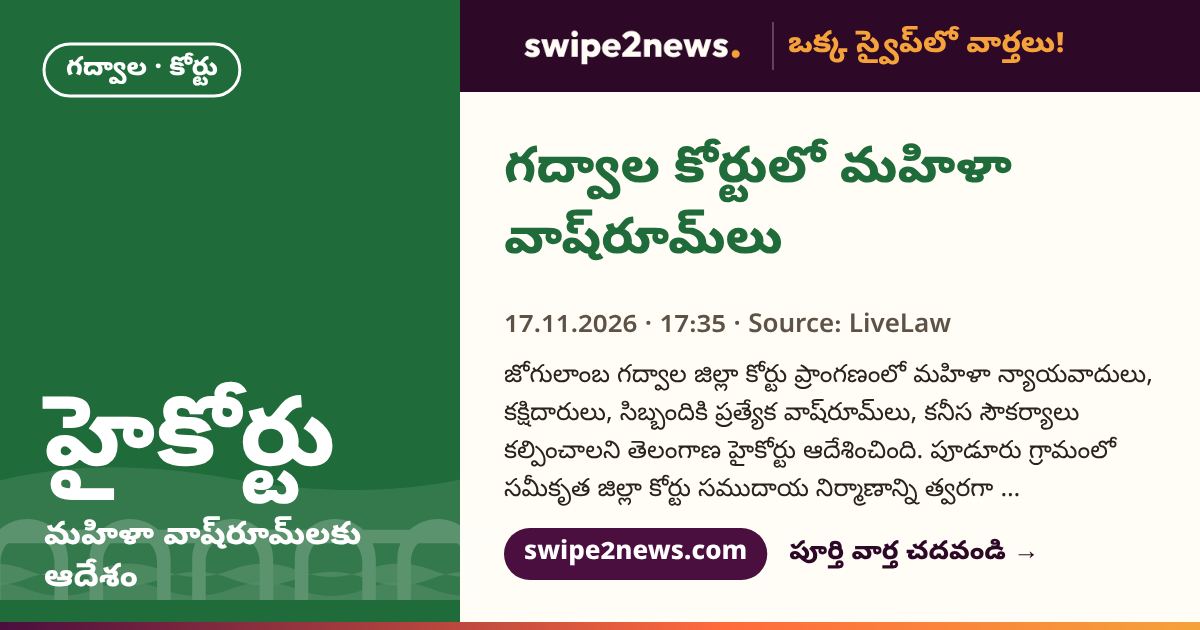 గద్వాల · కోర్టు
హైకోర్టు
మహిళా వాష్‌రూమ్‌లకు
ఆదేశం
swipe2news.
ఒక్క స్వైప్‌లో వార్తలు!
గద్వాల కోర్టులో మహిళా
వాష్‌రూమ్‌లు
17.11.2026 · 17:35 · Source: LiveLaw
జోగులాంబ గద్వాల జిల్లా కోర్టు ప్రాంగణంలో మహిళా న్యాయవాదులు,
కక్షిదారులు, సిబ్బందికి ప్రత్యేక వాష్‌రూమ్‌లు, కనీస సౌకర్యాలు
కల్పించాలని తెలంగాణ హైకోర్టు ఆదేశించింది. పూడూరు గ్రామంలో
సమీకృత జిల్లా కోర్టు సముదాయ నిర్మాణాన్ని త్వరగా ...
swipe2news.com
పూర్తి వార్త చదవండి →